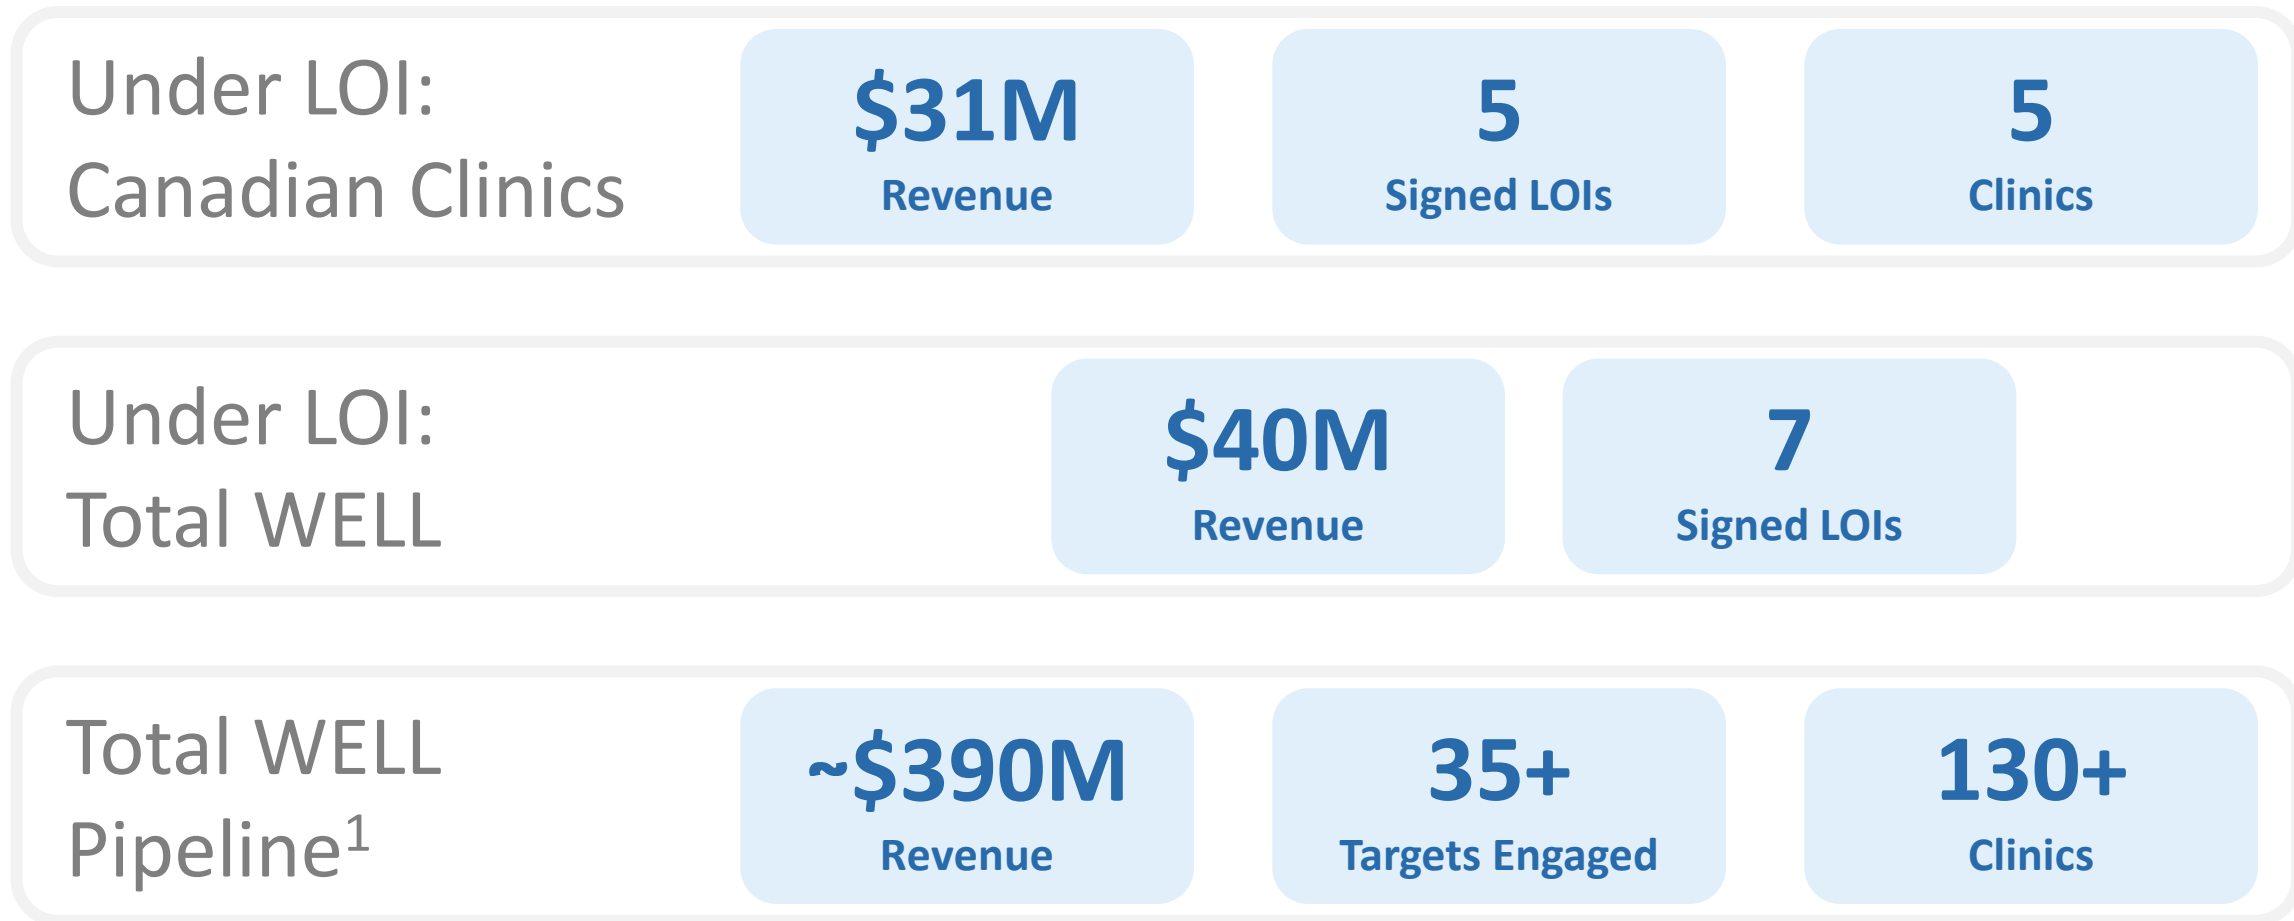 Under LOI:
Canadian Clinics
$31M
Revenue
5
Signed LOIs
5
Clinics
Under LOI:
Total WELL
$40M
Revenue
7
Signed LOIs
Total WELL
Pipeline¹
~$390M
Revenue
35+
Targets Engaged
130+
Clinics